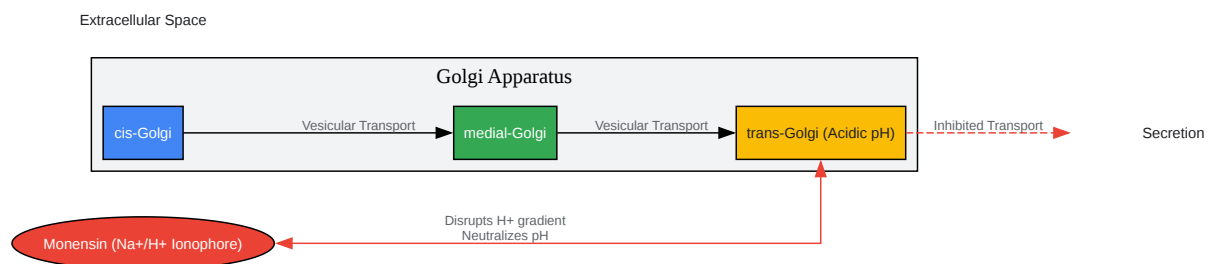 Extracellular Space
Golgi Apparatus
cis-Golgi
Vesicular Transport
medial-Golgi
Vesicular Transport
trans-Golgi (Acidic pH)
Inhibited Transport
Secretion
Monensin (Na+/H+ Ionophore)
Disrupts H+ gradient
Neutralizes pH